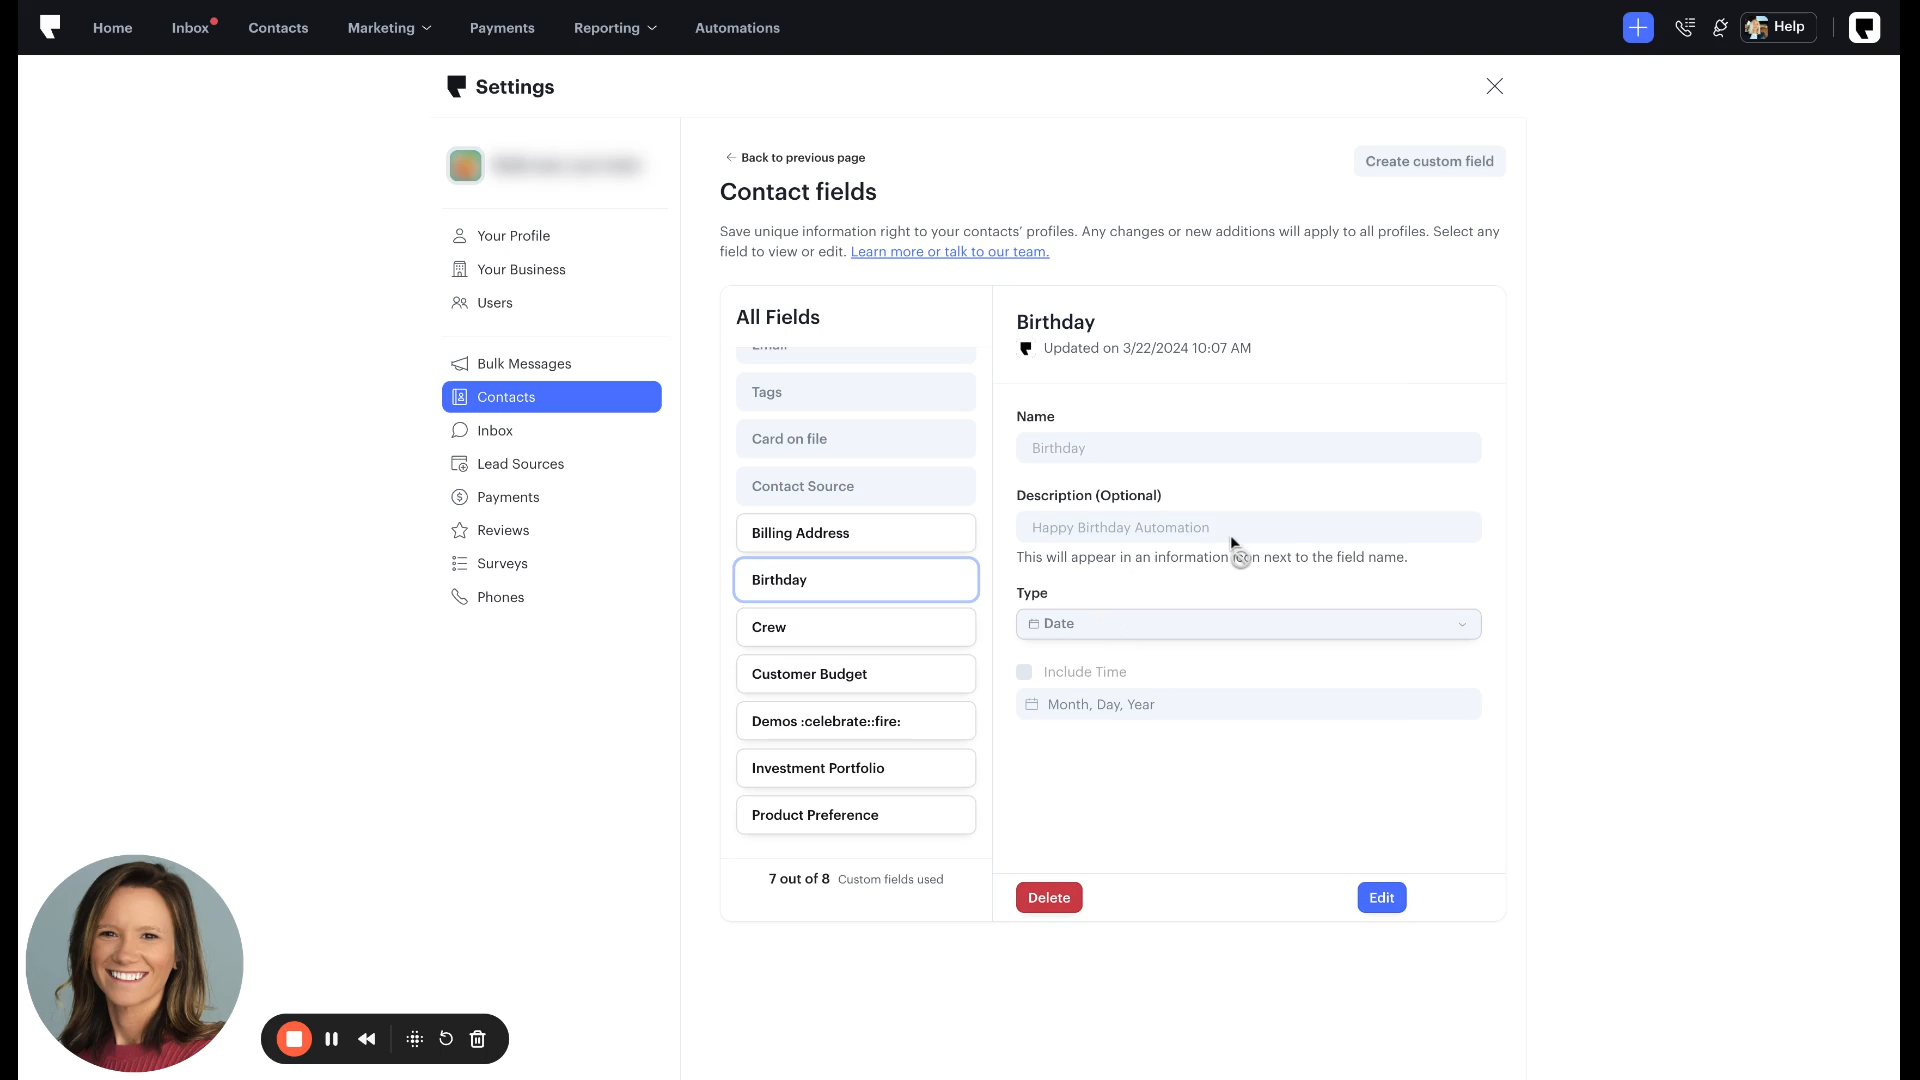 Home
Inbox
Contacts
Marketing
Payments
Reporting
Automations
Help
Settings
Your Profile
Your Business
Users
Bulk Messages
Contacts
Inbox
Lead Sources
Payments
Reviews
Surveys
Phones
Back to previous page
Create custom field
Contact fields
Save unique information right to your contacts’ profiles. Any changes or new additions will apply to all profiles. Select any
field to view or edit. Learn more or talk to our team.
All Fields
Email
Tags
Card on file
Contact Source
Billing Address
Birthday
Crew
Customer Budget
Demos :celebrate::fire:
Investment Portfolio
Product Preference
7 out of 8 Custom fields used
Birthday
Updated on 3/22/2024 10:07 AM
Name
Birthday
Description (Optional)
Happy Birthday Automation
This will appear in an information icon next to the field name.
Type
Date
Include Time
Month, Day, Year
Delete
Edit